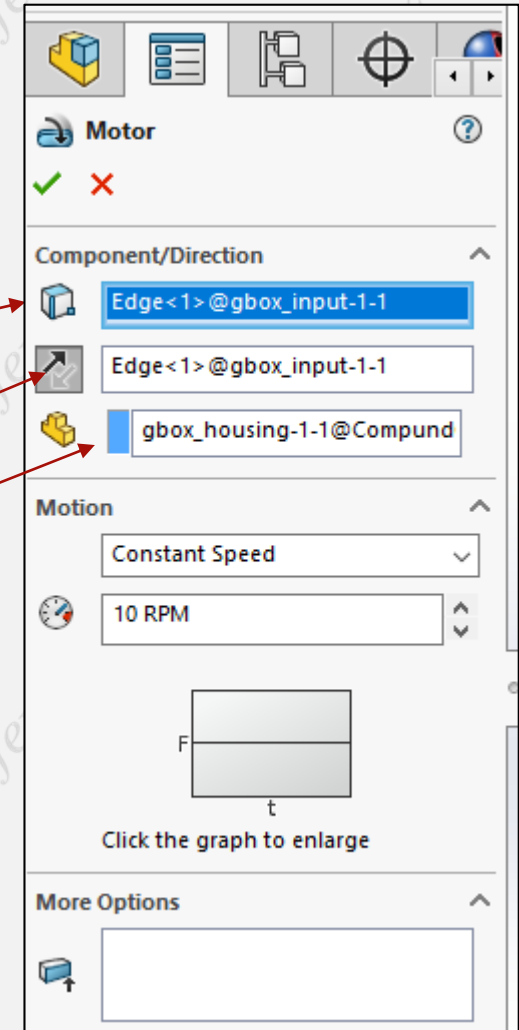 Motor
Component/Direction
Edge<1>@gbox_input-1-1
Edge<1>@gbox_input-1-1
gbox_housing-1-1@Compund
Motion
Constant Speed
10 RPM
F
t
Click the graph to enlarge
More Options